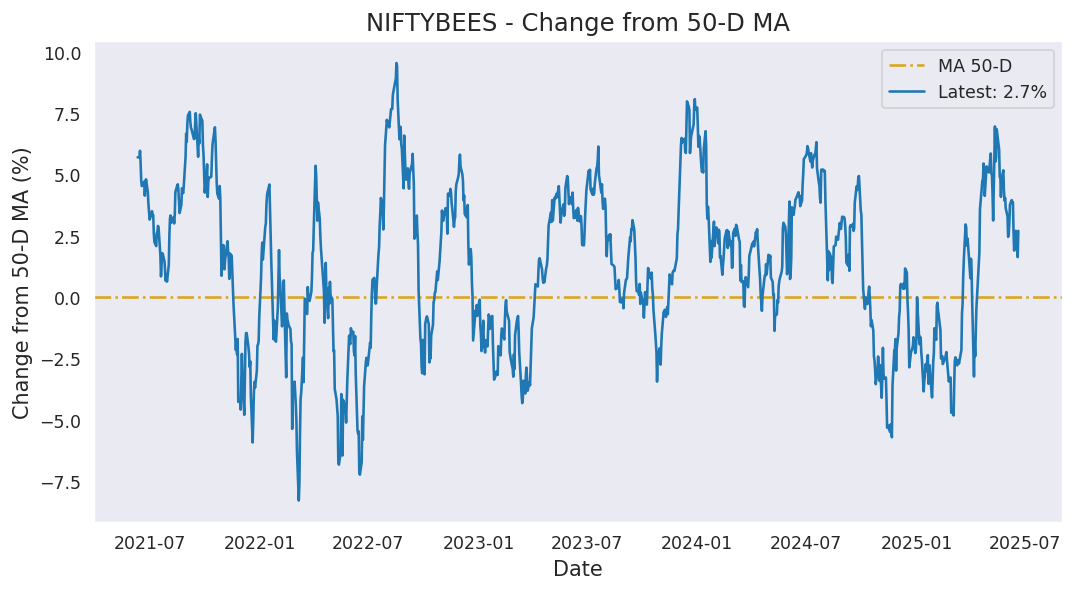 NIFTYBEES - Change from 50-D MA
MA 50-D
Latest: 2.7%
Change from 50-D MA (%)
10.0
7.5
5.0
2.5
0.0
−2.5
−5.0
−7.5
2021-07 2022-01 2022-07 2023-01 2023-07 2024-01 2024-07 2025-01 2025-07
Date